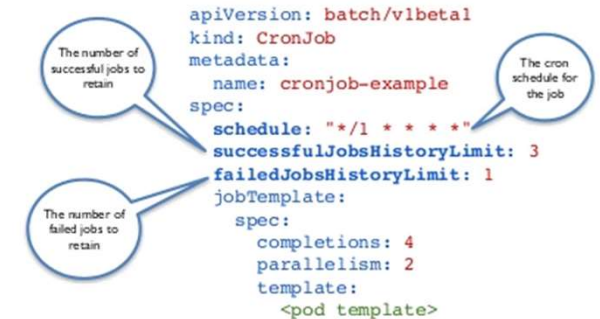 apiVersion: batch/v1beta1
kind: CronJob
metadata:
name: cronjob-example
spec:
schedule: "*/1 * * * *"
successfulJobsHistoryLimit: 3
failedJobsHistoryLimit: 1
jobTemplate:
spec:
completions: 4
parallelism: 2
template:
<pod template>
The number of
successful jobs to
retain
The cron
schedule for
the job
The number of
failed jobs to
retain